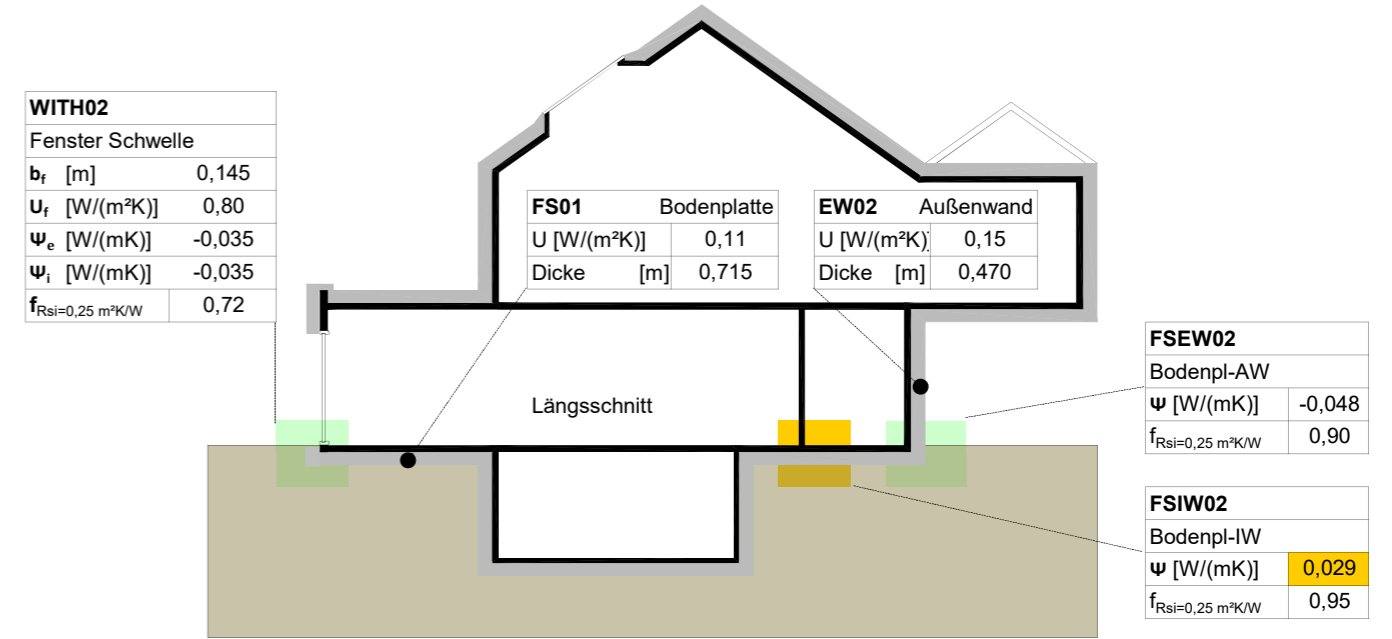 WITH02
Fenster Schwelle
bf [m] 0,145
Uf [W/(m²K)] 0,80
Ψe [W/(mK)] -0,035
Ψi [W/(mK)] -0,035
fRsi=0,25 m²K/W 0,72
FS01 Bodenplatte
U [W/(m²K)] 0,11
Dicke [m] 0,715
EW02 Außenwand
U [W/(m²K)] 0,15
Dicke [m] 0,470
Längsschnitt
FSEW02
Bodenpl-AW
Ψ [W/(mK)] -0,048
fRsi=0,25 m²K/W 0,90
FSIW02
Bodenpl-IW
Ψ [W/(mK)] 0,029
fRsi=0,25 m²K/W 0,95